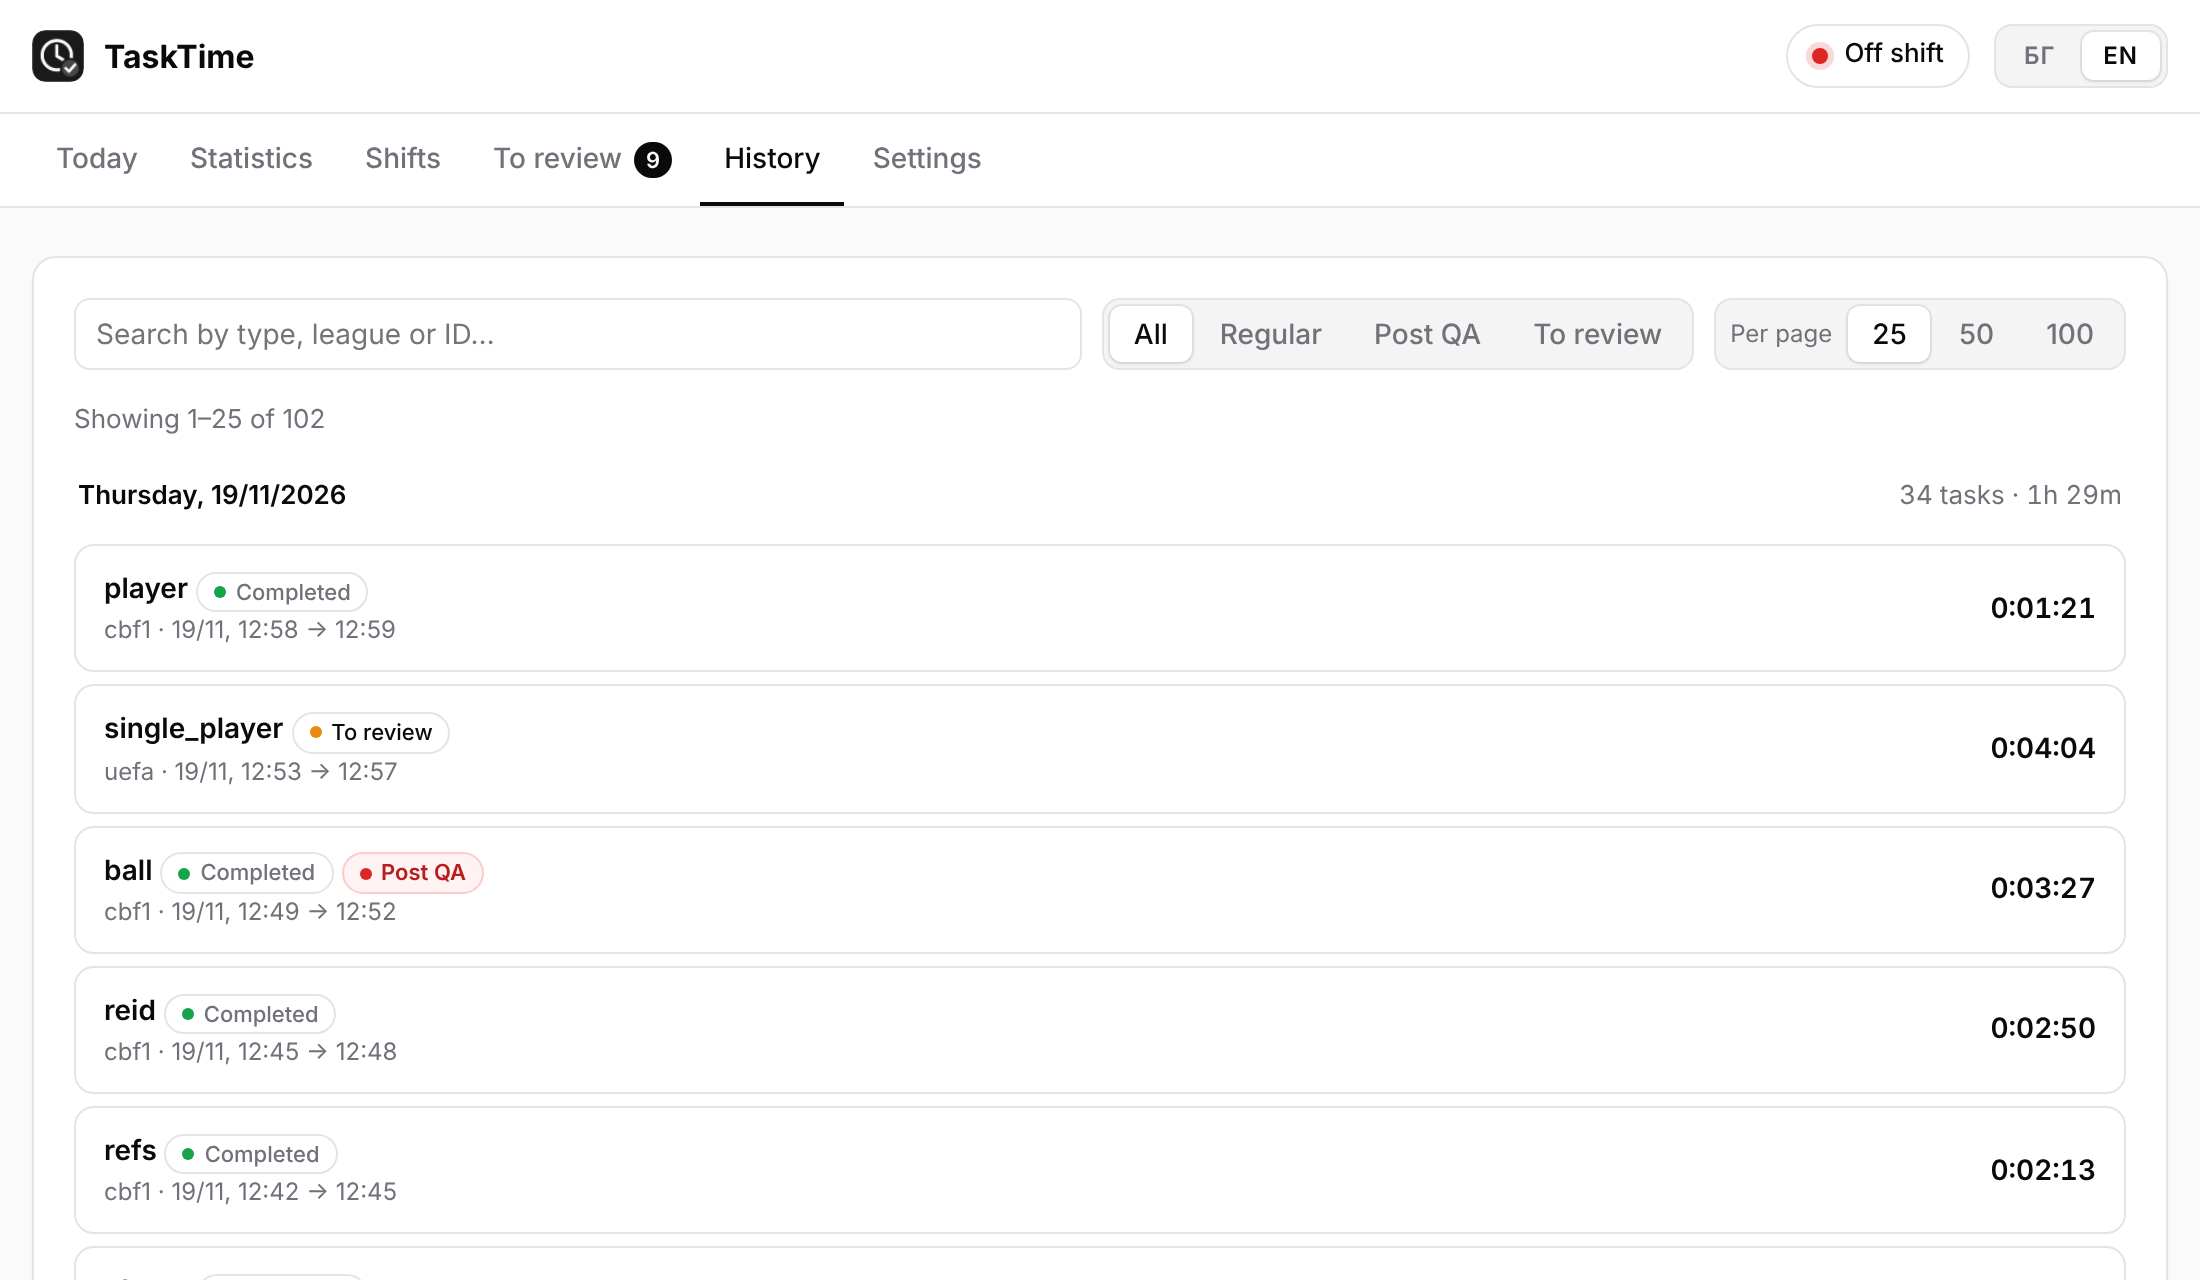 TaskTime
Off shift
БГ EN
Today Statistics Shifts To review 9 History Settings
Search by type, league or ID... All Regular Post QA To review Per page 25 50 100
Showing 1–25 of 102
Thursday, 19/11/2026 34 tasks · 1h 29m
player Completed
cbf1 · 19/11, 12:58 → 12:59
0:01:21
single_player To review
uefa · 19/11, 12:53 → 12:57
0:04:04
ball Completed Post QA
cbf1 · 19/11, 12:49 → 12:52
0:03:27
reid Completed
cbf1 · 19/11, 12:45 → 12:48
0:02:50
refs Completed
cbf1 · 19/11, 12:42 → 12:45
0:02:13